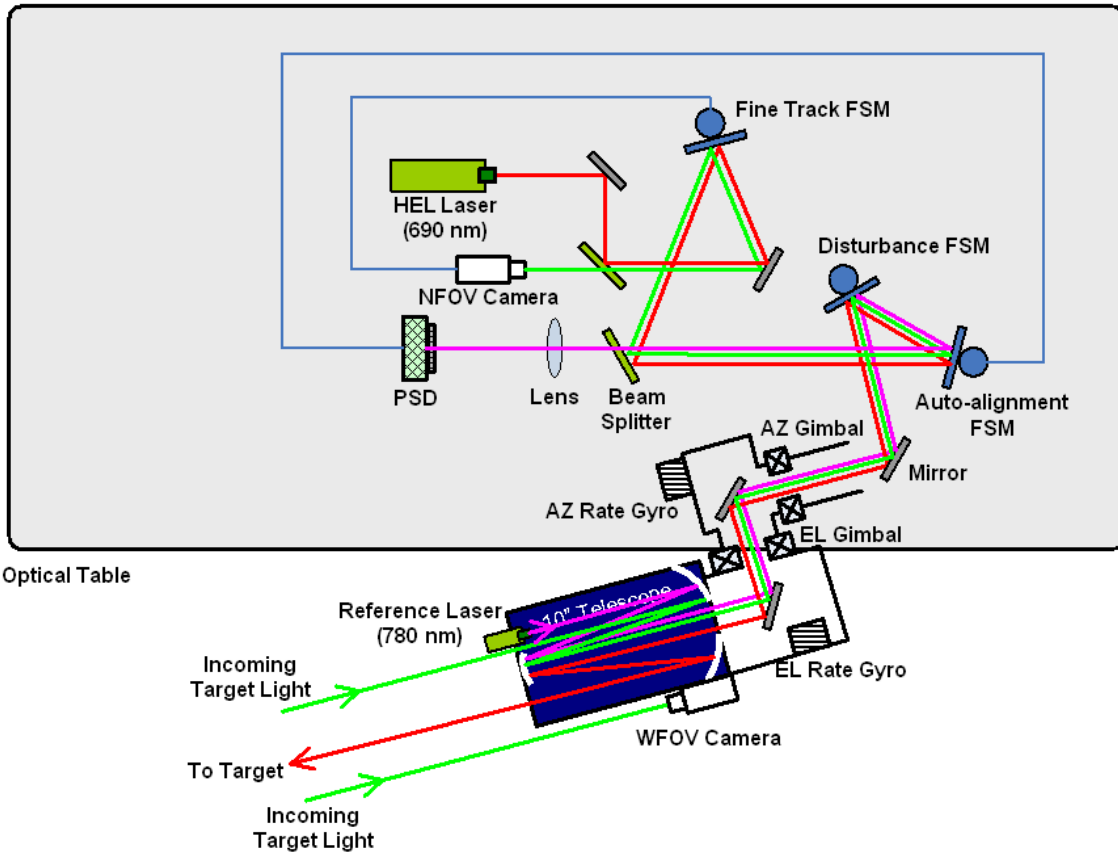 Fine Track FSM
HEL Laser
(690 nm)
Disturbance FSM
NFOV Camera
PSD
Lens
Beam
Splitter
Auto-alignment
FSM
AZ Gimbal
Mirror
AZ Rate Gyro
EL Gimbal
Optical Table
10" Telescope
Reference Laser
(780 nm)
Incoming
Target Light
EL Rate Gyro
WFOV Camera
To Target
Incoming
Target Light